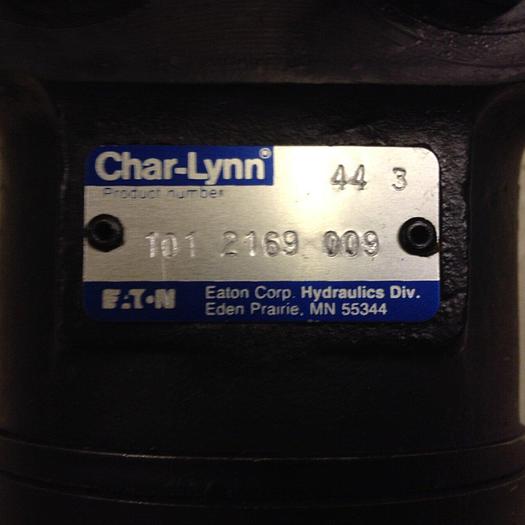 Char-Lynn®
44 3
Product number
101 2169 009
EATON
Eaton Corp. Hydraulics Div.
Eden Prairie, MN 55344